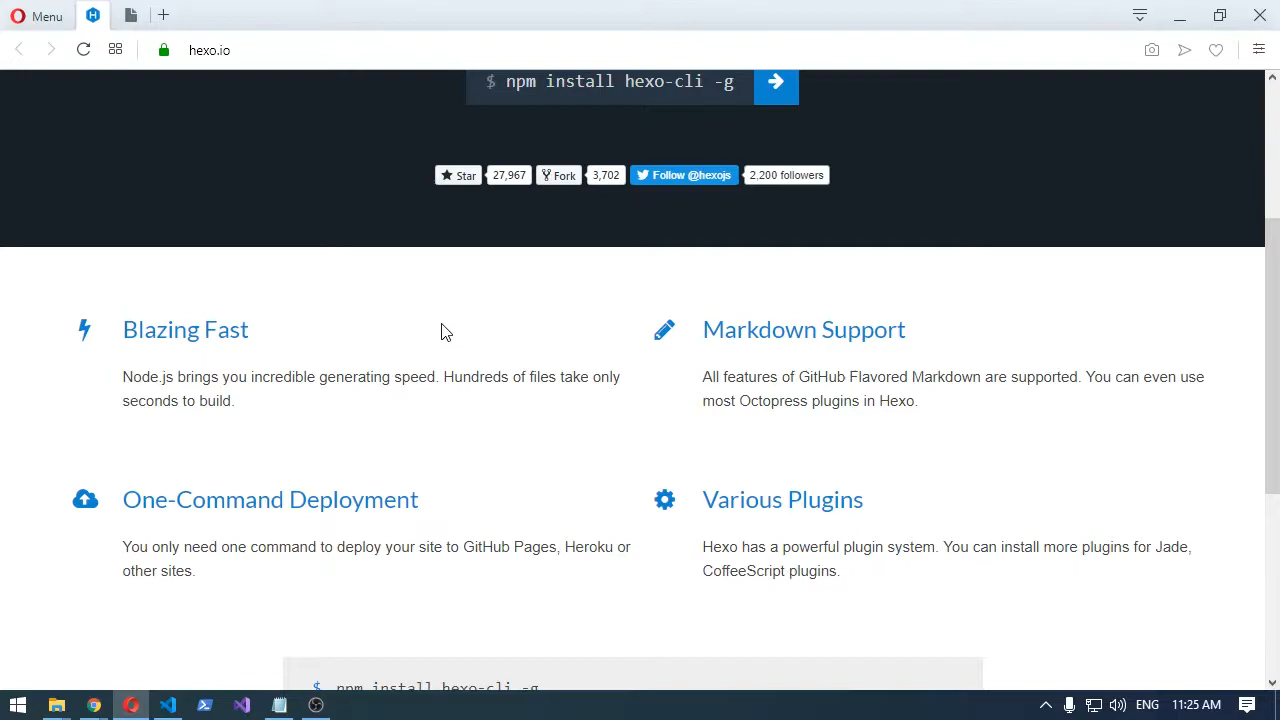 Menu
hexo.io
$ npm install hexo-cli -g
Star 27,967 Fork 3,702 Follow @hexojs 2,200 followers
Blazing Fast
Node.js brings you incredible generating speed. Hundreds of files take only
seconds to build.
Markdown Support
All features of GitHub Flavored Markdown are supported. You can even use
most Octopress plugins in Hexo.
One-Command Deployment
You only need one command to deploy your site to GitHub Pages, Heroku or
other sites.
Various Plugins
Hexo has a powerful plugin system. You can install more plugins for Jade,
CoffeeScript plugins.
$ npm install hexo-cli -g
ENG 11:25 AM